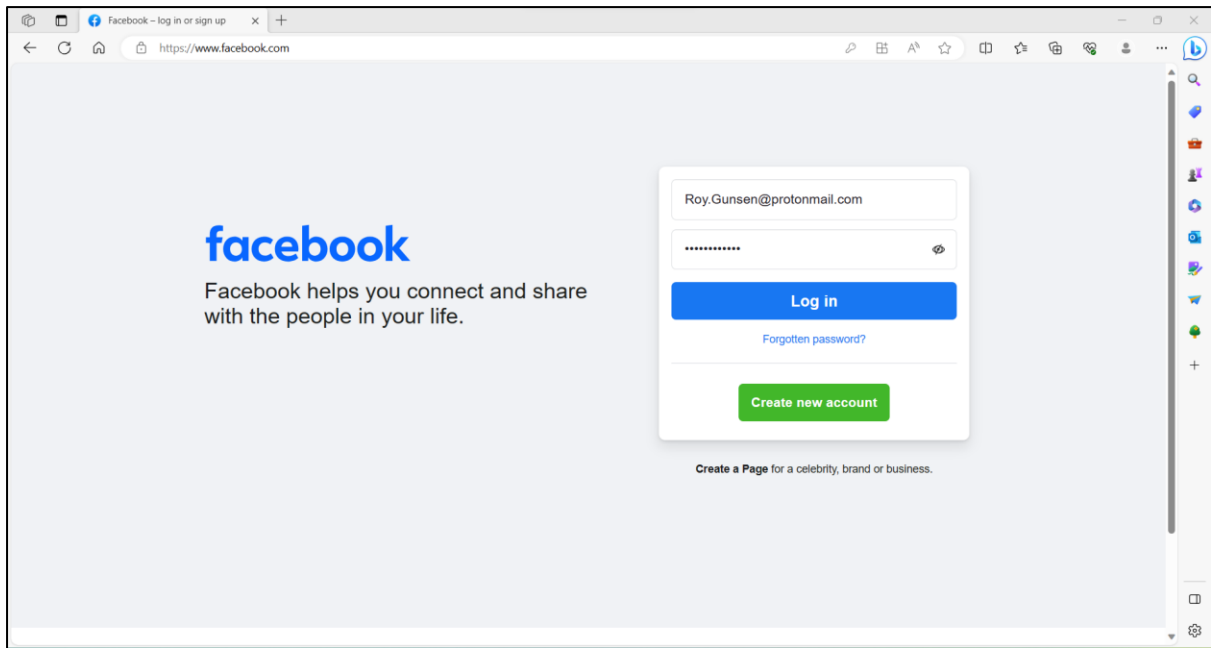 Facebook – log in or sign up
https://www.facebook.com
Roy.Gunsen@protonmail.com
••••••••••••
facebook
Facebook helps you connect and share
with the people in your life.
Log in
Forgotten password?
Create new account
Create a Page for a celebrity, brand or business.